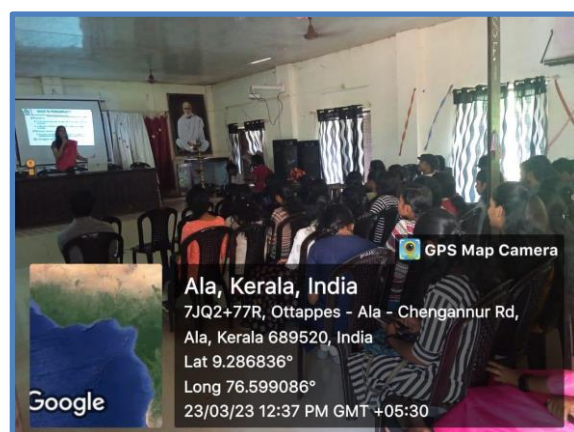 GPS Map Camera
Ala, Kerala, India
7JQ2+77R, Ottappes - Ala - Chengannur Rd,
Ala, Kerala 689520, India
Lat 9.286836°
Long 76.599086°
23/03/23 12:37 PM GMT +05:30
Google